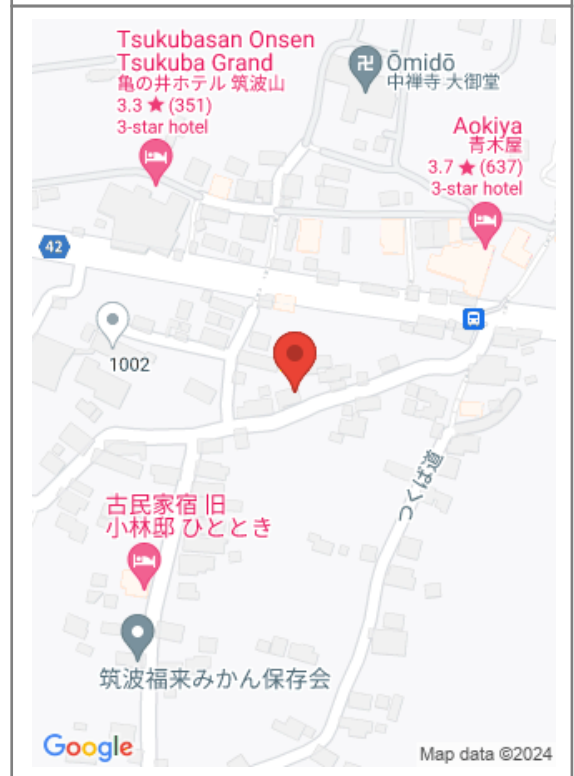 Tsukubasan Onsen
Tsukuba Grand
亀の井ホテル 筑波山
3.3 ★ (351)
3-star hotel
卍 Ōmidō
中禅寺 大御堂
Aokiya
青木屋
3.7 ★ (637)
3-star hotel
42
1002
つくば道
古民家宿 旧
小林邸 ひととき
筑波福来みかん保存会
Google
Map data ©2024